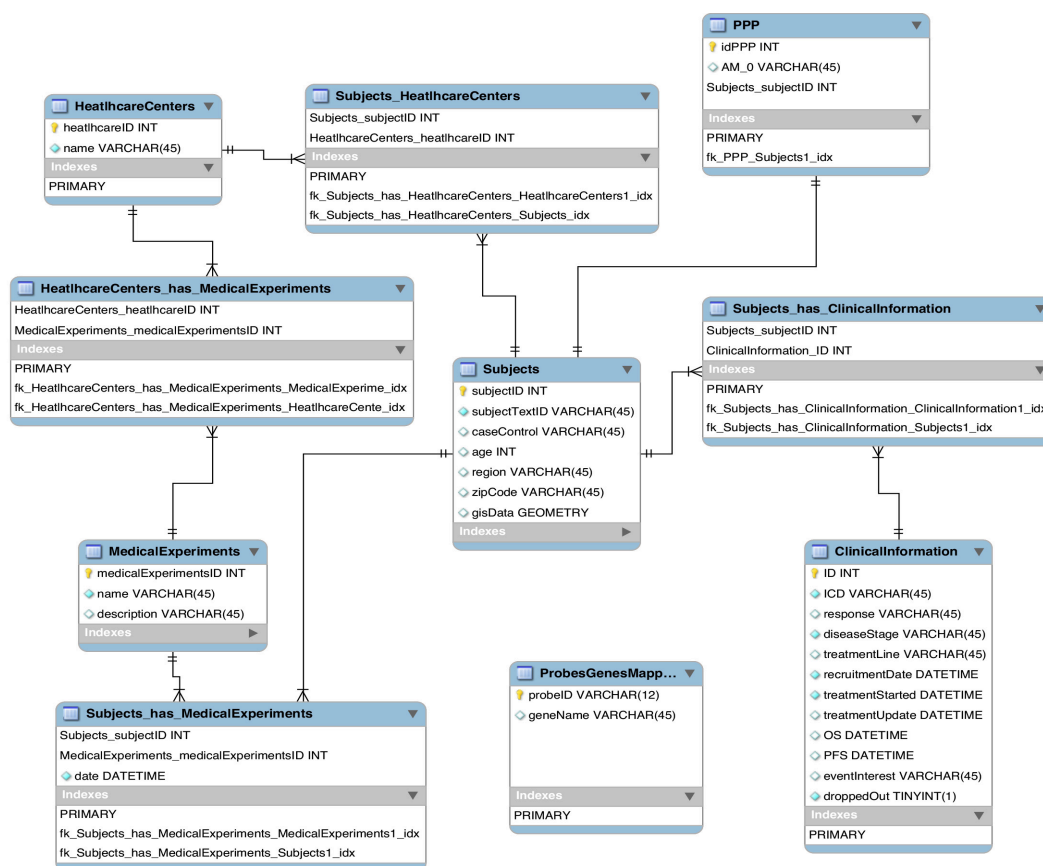 PPP
idPPP INT
AM_0 VARCHAR(45)
Subjects_subjectID INT
Indexes
PRIMARY
fk_PPP_Subjects1_idx
HeatlhcareCenters
heatlhcareID INT
name VARCHAR(45)
Indexes
PRIMARY
Subjects_HeatlhcareCenters
Subjects_subjectID INT
HeatlhcareCenters_heatlhcareID INT
Indexes
PRIMARY
fk_Subjects_has_HeatlhcareCenters_HeatlhcareCenters1_idx
fk_Subjects_has_HeatlhcareCenters_Subjects_idx
HeatlhcareCenters_has_MedicalExperiments
HeatlhcareCenters_heatlhcareID INT
MedicalExperiments_medicalExperimentsID INT
Indexes
PRIMARY
fk_HeatlhcareCenters_has_MedicalExperiments_MedicalExperime_idx
fk_HeatlhcareCenters_has_MedicalExperiments_HeatlhcareCente_idx
Subjects
subjectID INT
subjectTextID VARCHAR(45)
caseControl VARCHAR(45)
age INT
region VARCHAR(45)
zipCode VARCHAR(45)
gisData GEOMETRY
Indexes
Subjects_has_ClinicalInformation
Subjects_subjectID INT
ClinicalInformation_ID INT
Indexes
PRIMARY
fk_Subjects_has_ClinicalInformation_ClinicalInformation1_idx
fk_Subjects_has_ClinicalInformation_Subjects1_idx
MedicalExperiments
medicalExperimentsID INT
name VARCHAR(45)
description VARCHAR(45)
Indexes
ClinicalInformation
ID INT
ICD VARCHAR(45)
response VARCHAR(45)
diseaseStage VARCHAR(45)
treatmentLine VARCHAR(45)
recruitmentDate DATETIME
treatmentStarted DATETIME
treatmentUpdate DATETIME
OS DATETIME
PFS DATETIME
eventInterest VARCHAR(45)
droppedOut TINYINT(1)
Indexes
PRIMARY
ProbesGenesMapp...
probeID VARCHAR(12)
geneName VARCHAR(45)
Indexes
PRIMARY
Subjects_has_MedicalExperiments
Subjects_subjectID INT
MedicalExperiments_medicalExperimentsID INT
date DATETIME
Indexes
PRIMARY
fk_Subjects_has_MedicalExperiments_MedicalExperiments1_idx
fk_Subjects_has_MedicalExperiments_Subjects1_idx